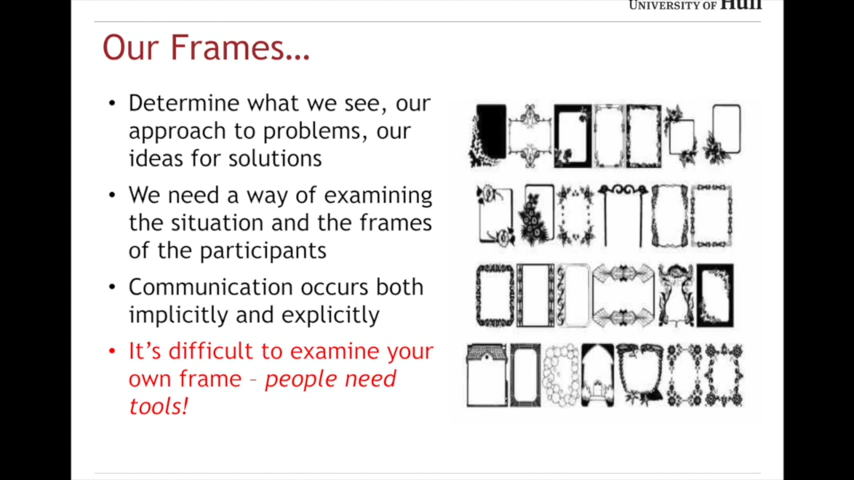 UNIVERSITY OF Hull
Our Frames…
• Determine what we see, our
approach to problems, our
ideas for solutions
• We need a way of examining
the situation and the frames
of the participants
• Communication occurs both
implicitly and explicitly
• It’s difficult to examine your
own frame – people need
tools!